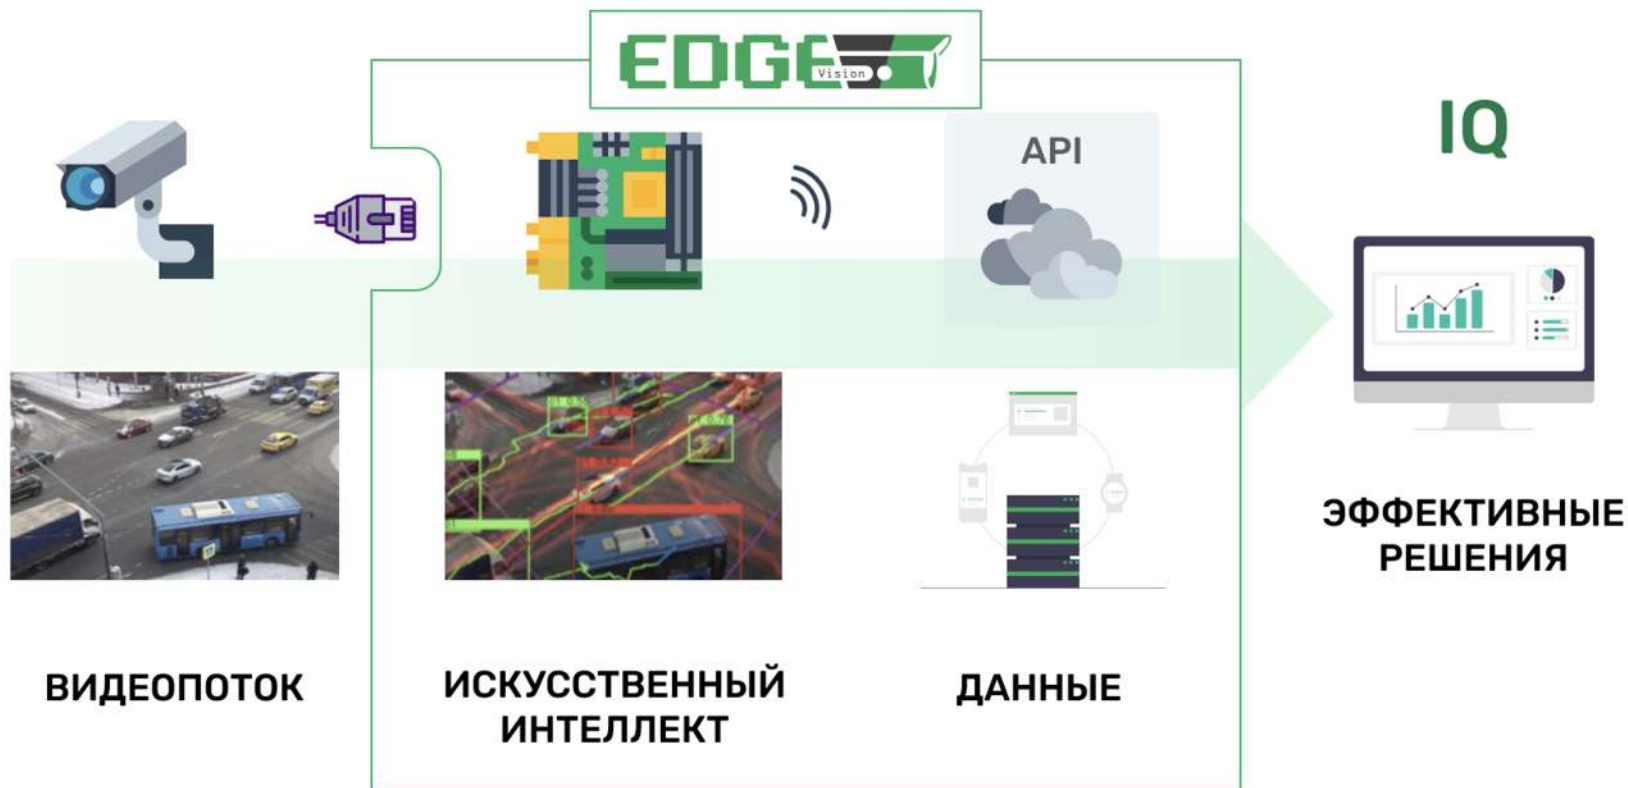 EDGE
Vision
API
IQ
ЭФФЕКТИВНЫЕ
РЕШЕНИЯ
ВИДЕОПОТОК
ИСКУССТВЕННЫЙ
ИНТЕЛЛЕКТ
ДАННЫЕ